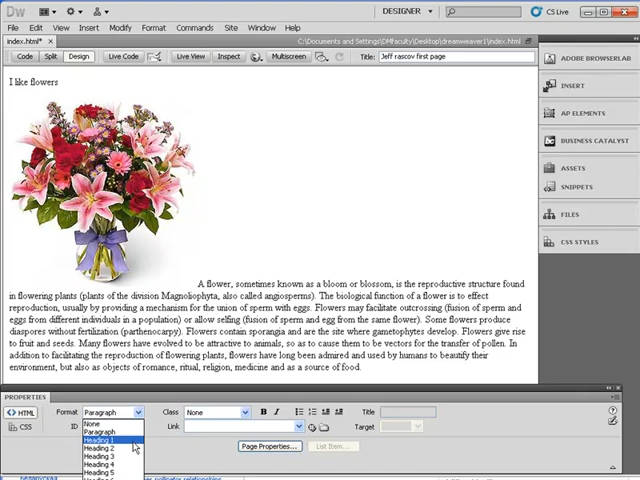 Dw
DESIGNER
CS Live
File Edit View Insert Modify Format Commands Site Window Help
index.html* C:\Documents and Settings\DMfaculty\Desktop\dreamweaver1\index.html
Code Split Design Live Code Live View Inspect Multiscreen Title: Jeff rascov first page
I like flowers
A flower, sometimes known as a bloom or blossom, is the reproductive structure found
in flowering plants (plants of the division Magnoliophyta, also called angiosperms). The biological function of a flower is to effect
reproduction, usually by providing a mechanism for the union of sperm with eggs. Flowers may facilitate outcrossing (fusion of sperm and
eggs from different individuals in a population) or allow selfing (fusion of sperm and egg from the same flower). Some flowers produce
diaspores without fertilization (parthenocarpy). Flowers contain sporangia and are the site where gametophytes develop. Flowers give rise
to fruit and seeds. Many flowers have evolved to be attractive to animals, so as to cause them to be vectors for the transfer of pollen. In
addition to facilitating the reproduction of flowering plants, flowers have long been admired and used by humans to beautify their
environment, but also as objects of romance, ritual, religion, medicine and as a source of food.
ADOBE BROWSERLAB
INSERT
AP ELEMENTS
BUSINESS CATALYST
ASSETS
SNIPPETS
FILES
CSS STYLES
PROPERTIES
HTML Format Paragraph Class None B I Title
CSS ID Link Target
None
Paragraph
Heading 1
Heading 2
Heading 3
Heading 4
Heading 5
Page Properties... List Item...
pollinator relationships